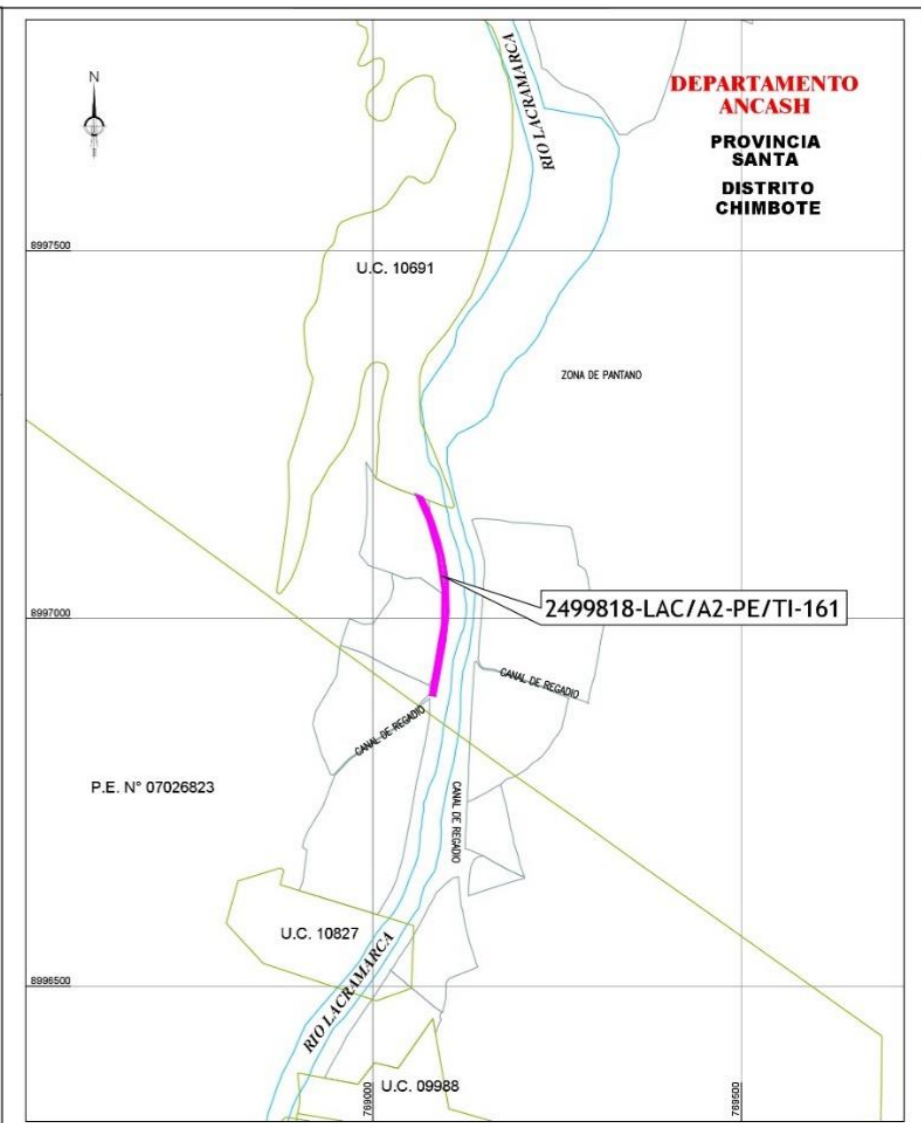 N
RIO LACRAMARCA
DEPARTAMENTO
ANCASH
PROVINCIA
SANTA
DISTRITO
CHIMBOTE
8997500
U.C. 10691
ZONA DE PANTANO
2499818-LAC/A2-PE/TI-161
8997000
CANAL DE REGADIO
CANAL DE REGADIO
P.E. N° 07026823
CANAL DE REGADIO
U.C. 10827
RIO LACRAMARCA
8996500
U.C. 09988
769000
769500